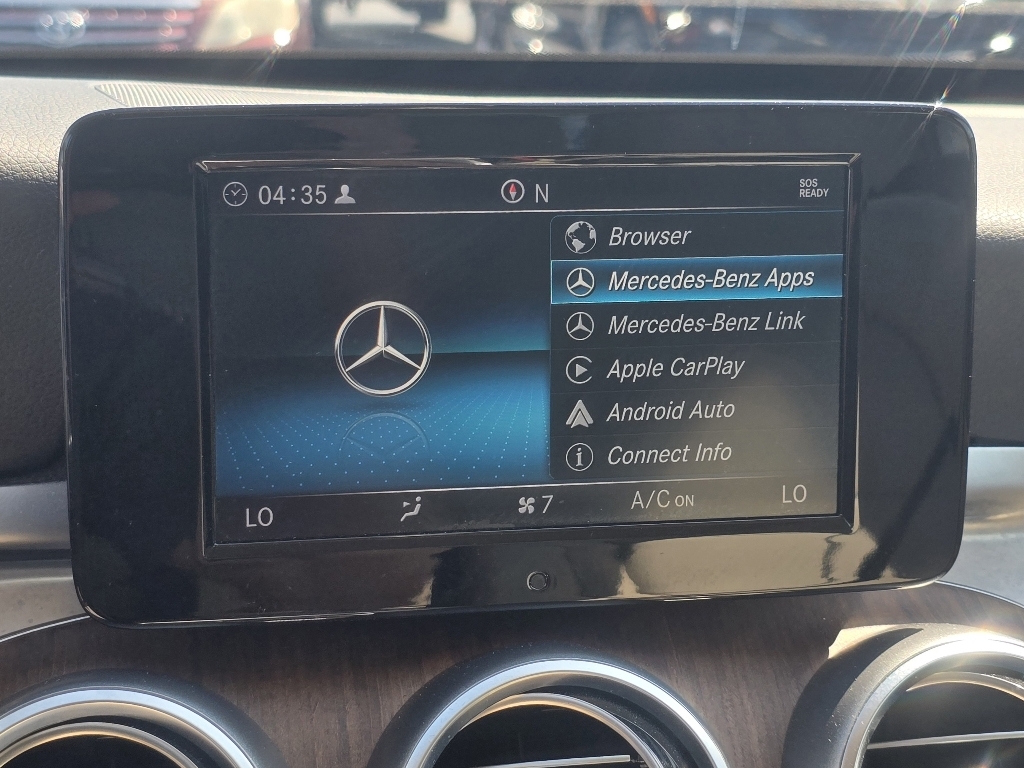 04:35
N
SOS
READY
Browser
Mercedes-Benz Apps
Mercedes-Benz Link
Apple CarPlay
Android Auto
Connect Info
LO
7
A/C ON
LO